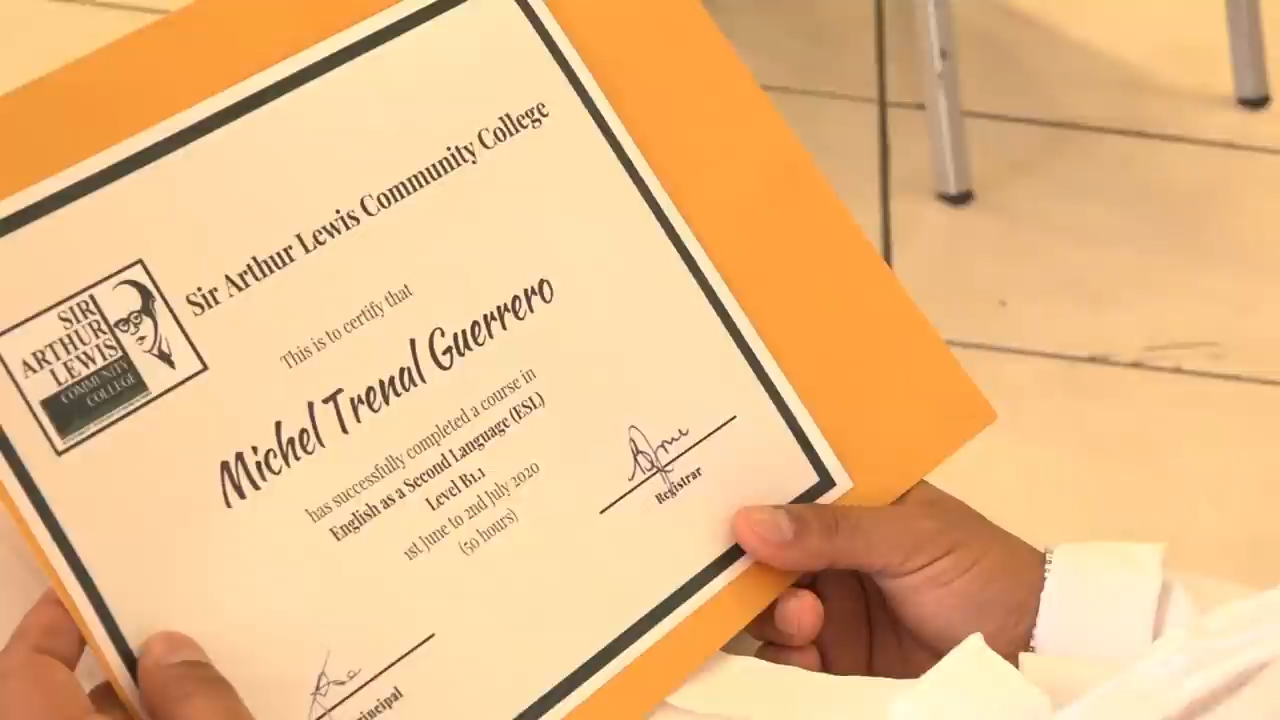 Sir Arthur Lewis Community College
SIR
ARTHUR
LEWIS
COMMUNITY
COLLEGE
This is to certify that
Michel Trenal Guerrero
has successfully completed a course in
English as a Second Language (ESL)
Level B1.1
1st June to 2nd July 2020
(50 hours)
Registrar